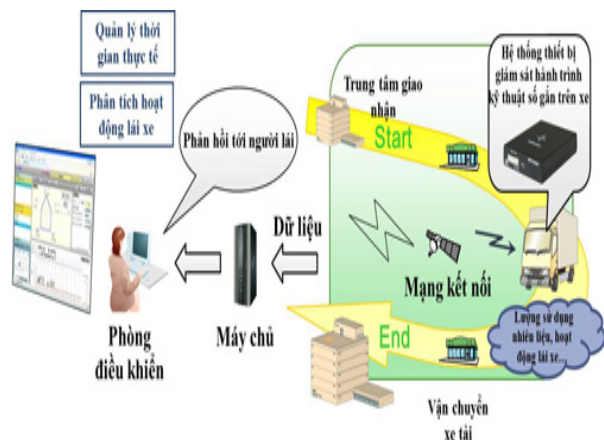 Quản lý thời
gian thực tế
Phân tích hoạt
động lái xe
Phản hồi tới người lái
Trung tâm giao
nhận
Start
Hệ thống thiết bị
giám sát hành trình
kỹ thuật số gắn trên xe
Dữ liệu
Mạng kết nối
Phòng
điều khiển
Máy chủ
End
Lượng sử dụng
nhiên liệu, hoạt
động lái xe...
Vận chuyển
xe tải